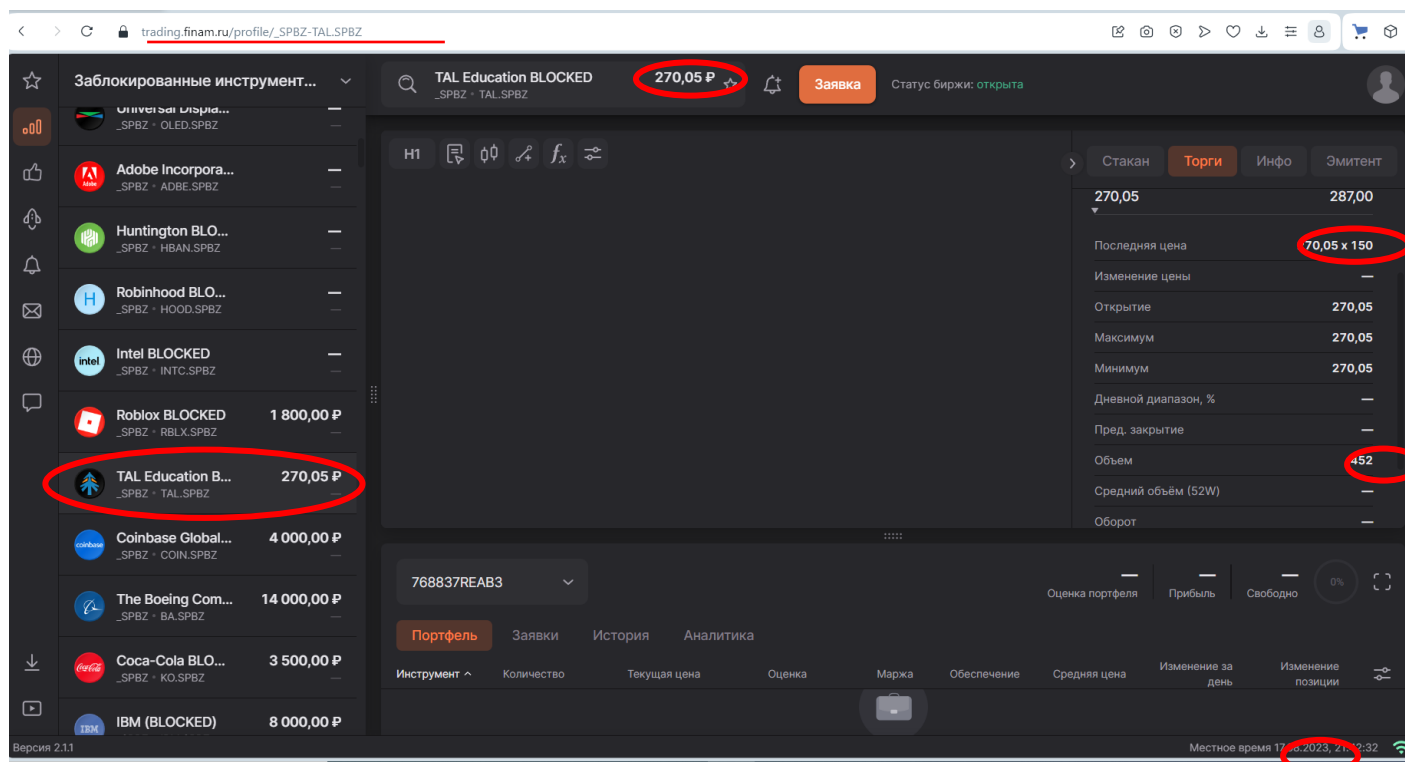 trading.finam.ru/profile/_SPBZ-TAL.SPBZ
Заблокированные инструмент...
Universal Displa...
_SPBZ • OLED.SPBZ
Adobe Incorpora...
_SPBZ • ADBE.SPBZ
Huntington BLO...
_SPBZ • HBAN.SPBZ
Robinhood BLO...
_SPBZ • HOOD.SPBZ
Intel BLOCKED
_SPBZ • INTC.SPBZ
Roblox BLOCKED 1 800,00 ₽
_SPBZ • RBLX.SPBZ
TAL Education B... 270,05 ₽
_SPBZ • TAL.SPBZ
Coinbase Global... 4 000,00 ₽
_SPBZ • COIN.SPBZ
The Boeing Com... 14 000,00 ₽
_SPBZ • BA.SPBZ
Coca-Cola BLO... 3 500,00 ₽
_SPBZ • KO.SPBZ
IBM (BLOCKED) 8 000,00 ₽
TAL Education BLOCKED 270,05 ₽
_SPBZ • TAL.SPBZ
Заявка
Статус биржи: открыта
H1
Стакан Торги Инфо Эмитент
270,05 287,00
Последняя цена 70,05 x 150
Изменение цены —
Открытие 270,05
Максимум 270,05
Минимум 270,05
Дневной диапазон, % —
Пред. закрытие —
Объем 452
Средний объём (52W) —
Оборот —
768837REAB3
Оценка портфеля — Прибыль — Свободно — 0%
Портфель Заявки История Аналитика
Инструмент Количество Текущая цена Оценка Маржа Обеспечение Средняя цена Изменение за день Изменение позиции
Версия 2.1.1
Местное время